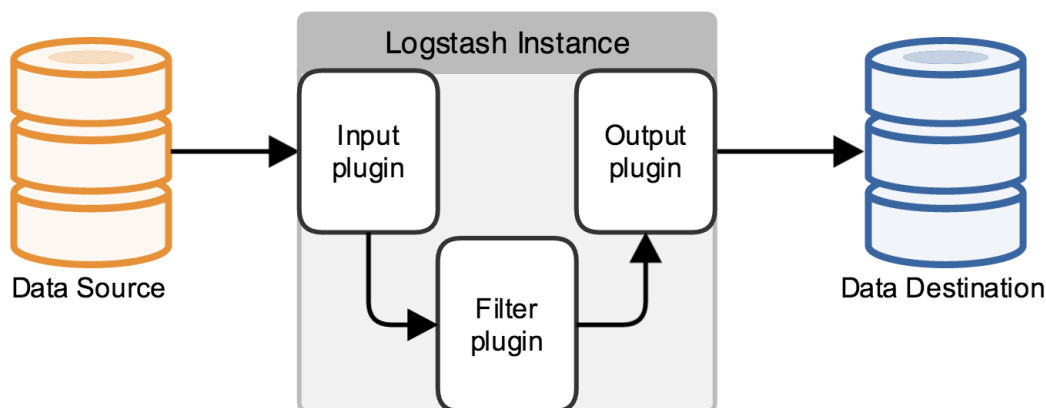 Logstash Instance
Input
plugin
Output
plugin
Data Source
Data Destination
Filter
plugin